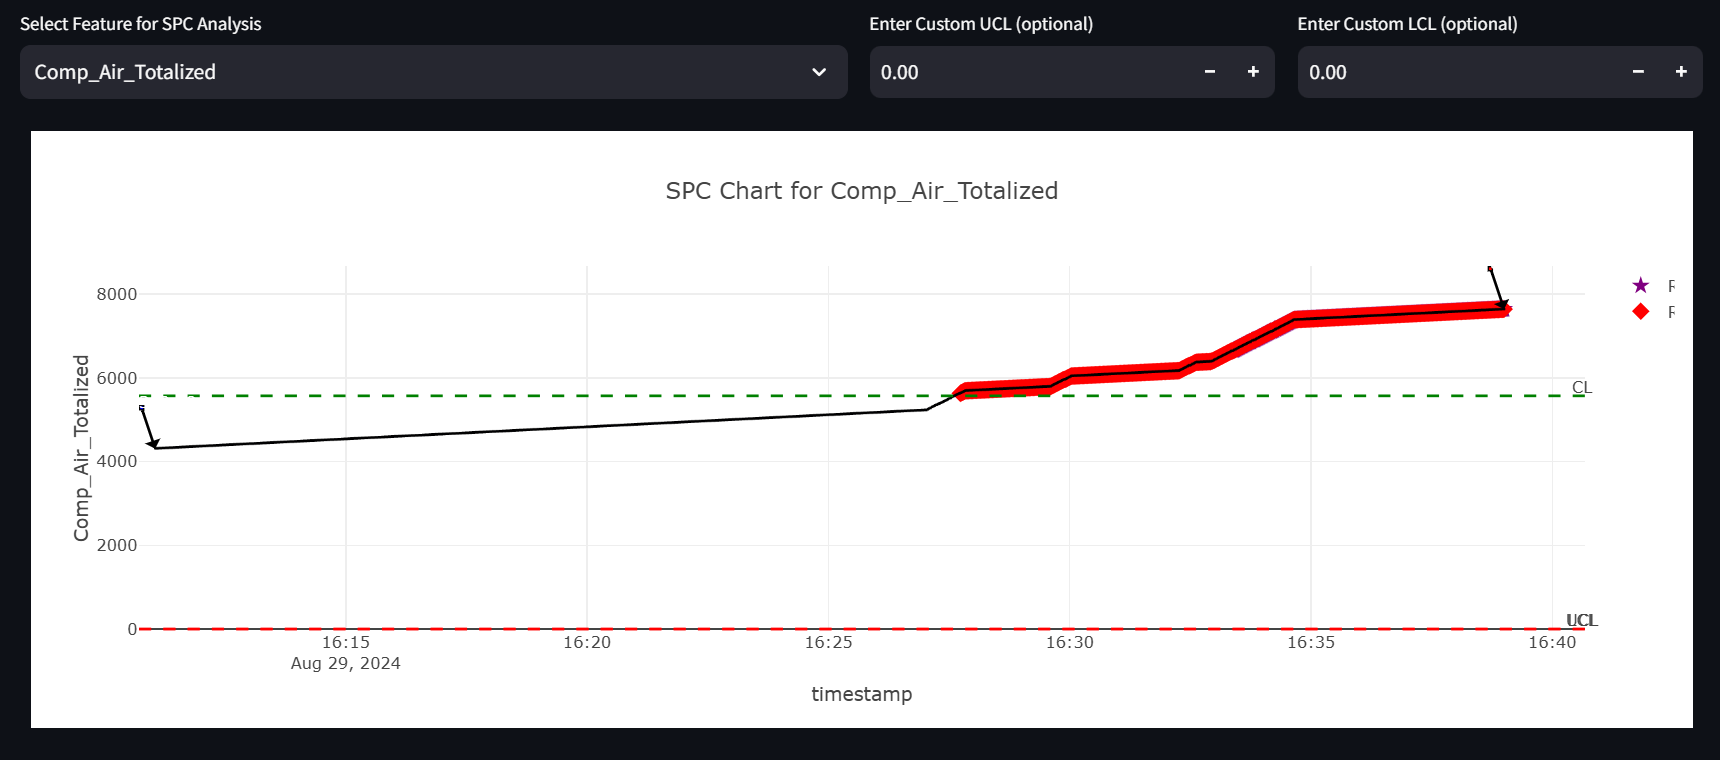 Select Feature for SPC Analysis
Enter Custom UCL (optional)
Enter Custom LCL (optional)
Comp_Air_Totalized
0.00
0.00
SPC Chart for Comp_Air_Totalized
8000
6000
4000
2000
0
Comp_Air_Totalized
CL
UCL
16:15
16:20
16:25
16:30
16:35
16:40
Aug 29, 2024
timestamp